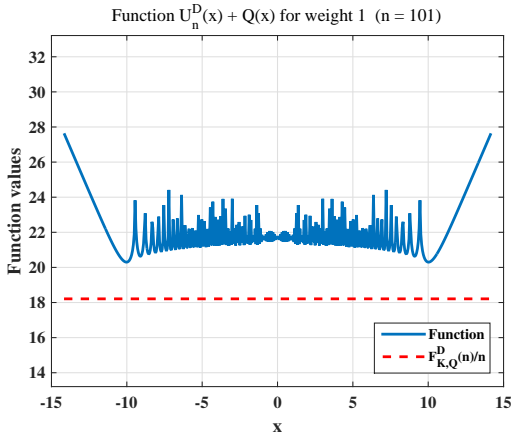 Function U_n^D(x) + Q(x) for weight 1 (n = 101)
Function values
32
30
28
26
24
22
20
18
16
14
-15 -10 -5 0 5 10 15
x
Function
F_{K,Q}^D(n)/n